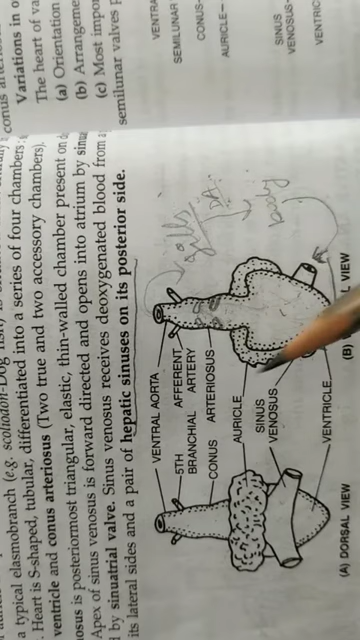 conus
Variations in o
The heart of va
(a) Orientation
(b) Arrangeme
(c) Most impor
semilunar valves
a typical elasmobranch (e.g. scoliodon-Dog
Heart is S-shaped, tubular, differentiated into a series of four chambers:
ventricle and conus arteriosus (Two true and two accessory chambers).
nosus is posteriormost triangular, elastic, thin-walled chamber present on
Apex of sinus venosus is forward directed and opens into atrium by sinu
by sinuatrial valve. Sinus venosus receives deoxygenated blood from
its lateral sides and a pair of hepatic sinuses on its posterior side.
VENTRA
SEMILUNAR
CONUS
AURICLE
SINUS
VENOSUS
VENTRIC
gills
body
VENTRAL AORTA
5TH AFFERENT
BRANCHIAL ARTERY
CONUS ARTERIOSUS
AURICLE
SINUS
VENOSUS
VENTRICLE
(A) DORSAL VIEW
(B)
L VIEW